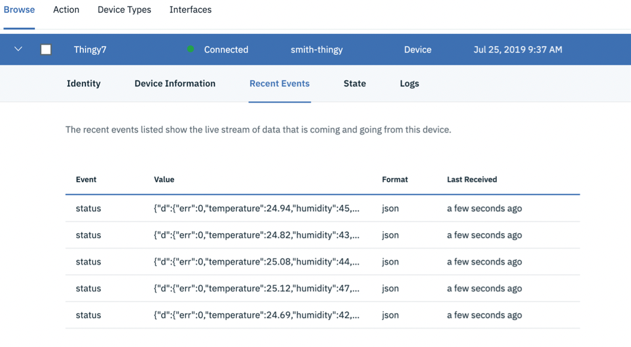 Browse Action Device Types Interfaces
Thingy7 Connected smith-thingy Device Jul 25, 2019 9:37 AM
Identity Device Information Recent Events State Logs
The recent events listed show the live stream of data that is coming and going from this device.
Event Value Format Last Received
status {"d":{"err":0,"temperature":24.94,"humidity":45,... json a few seconds ago
status {"d":{"err":0,"temperature":24.82,"humidity":43,... json a few seconds ago
status {"d":{"err":0,"temperature":25.08,"humidity":44,... json a few seconds ago
status {"d":{"err":0,"temperature":25.12,"humidity":47,... json a few seconds ago
status {"d":{"err":0,"temperature":24.69,"humidity":42,... json a few seconds ago